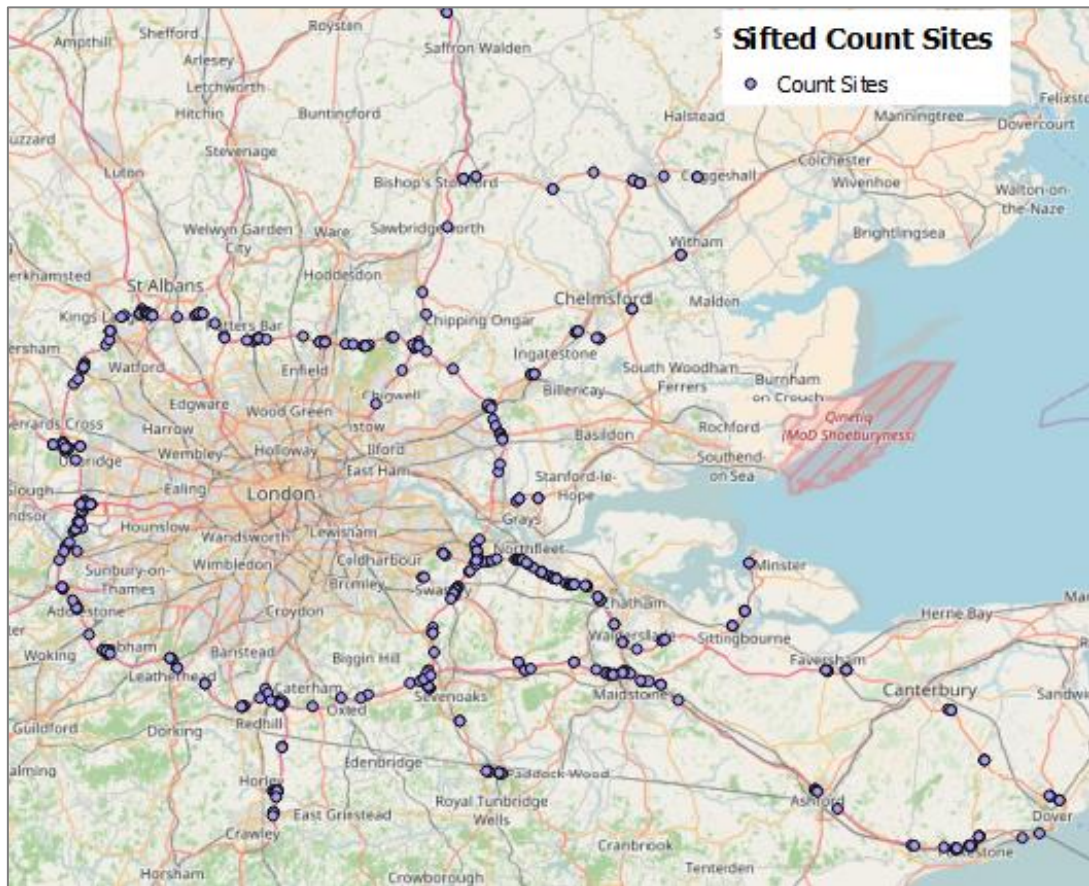 Sifted Count Sites
Count Sites
Ampthill
Shefford
Royston
Saffron Walden
Arlesey
Letchworth
Hitchin
Buntingford
Halstead
Manningtree
Felixst
Dovercourt
uzzard
Luton
Stevenage
Colchester
Wivenhoe
Walton-on
the-Naze
Bishop's Stortford
Coggeshall
Welwyn Garden
City
Ware
Sawbridgeworth
Brightlingsea
Witham
erkhamsted
Hoddesdon
St Albans
Chelmsford
Maldon
Kings Lang
Potters Bar
Chipping Ongar
ersham
Watford
Enfield
Ingatestone
South Woodham
Ferrers
Burnham
on Crouch
Billericay
Chigwell
Edgware
Wood Green
errards Cross
Harrow
Ilford
Basildon
Rochford
Qinetiq
(MoD Shoeburyness)
Wembley
Holloway
East Ham
Southend
on Sea
Stanford-le-
Hope
Slough
Ealing
London
Grays
indsor
Hounslow
Wandsworth
Lewisham
Northfleet
Wimbledon
Coldharbour
Sunbury-on-
Thames
Bromley
Swanley
Minster
Addlestone
Croydon
Chatham
Herne Bay
Sittingbourne
Walderslade
Woking
Cobham
Banstead
Biggin Hill
Faversham
Leatherhead
Caterham
Sevenoaks
Maidstone
Canterbury
Sandw
Guildford
Redhill
Oxted
Dorking
Edenbridge
Paddock Wood
Horley
Ashford
Dover
East Grinstead
Royal Tunbridge
Wells
Crawley
Cranbrook
Folkestone
Horsham
Crowborough
Tenterden